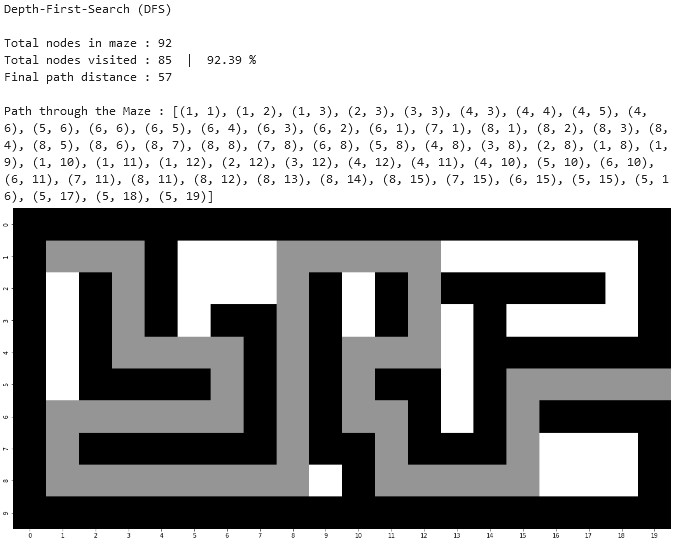 Depth-First-Search (DFS)
Total nodes in maze : 92
Total nodes visited : 85  |  92.39 %
Final path distance : 57
Path through the Maze : [(1, 1), (1, 2), (1, 3), (2, 3), (3, 3), (4, 3), (4, 4), (4, 5), (4,
6), (5, 6), (6, 6), (6, 5), (6, 4), (6, 3), (6, 2), (6, 1), (7, 1), (8, 1), (8, 2), (8, 3), (8,
4), (8, 5), (8, 6), (8, 7), (8, 8), (7, 8), (6, 8), (5, 8), (4, 8), (3, 8), (2, 8), (1, 8), (1,
9), (1, 10), (1, 11), (1, 12), (2, 12), (3, 12), (4, 12), (4, 11), (4, 10), (5, 10), (6, 10),
(6, 11), (7, 11), (8, 11), (8, 12), (8, 13), (8, 14), (8, 15), (7, 15), (6, 15), (5, 15), (5, 1
6), (5, 17), (5, 18), (5, 19)]
0
1
2
3
4
5
6
7
8
9
0 1 2 3 4 5 6 7 8 9 10 11 12 13 14 15 16 17 18 19